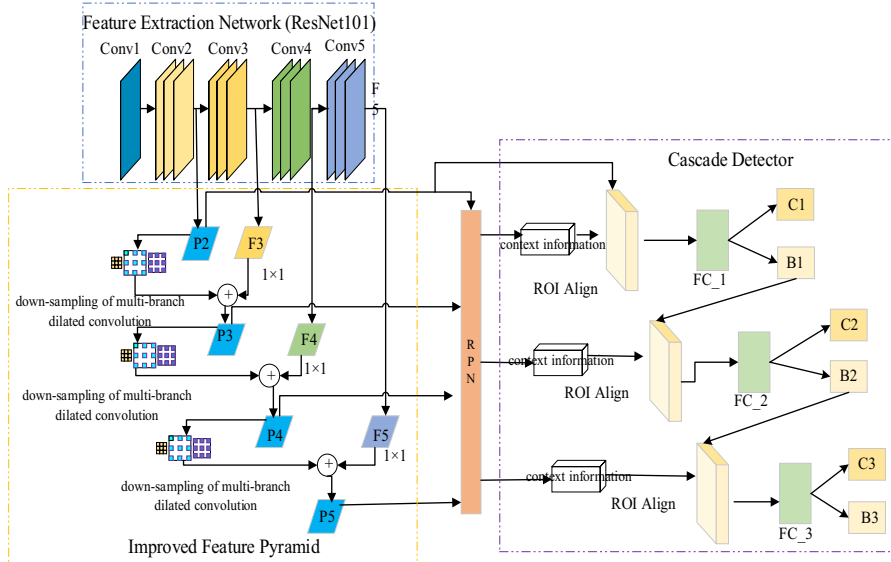 Feature Extraction Network (ResNet101)
Conv1 Conv2 Conv3 Conv4 Conv5
F5
Cascade Detector
P2
F3
1×1
+
down-sampling of multi-branch
dilated convolution
P3
F4
1×1
+
down-sampling of multi-branch
dilated convolution
P4
F5
1×1
+
down-sampling of multi-branch
dilated convolution
P5
Improved Feature Pyramid
RPN
context information
ROI Align
FC_1
C1
B1
context information
ROI Align
FC_2
C2
B2
context information
ROI Align
FC_3
C3
B3